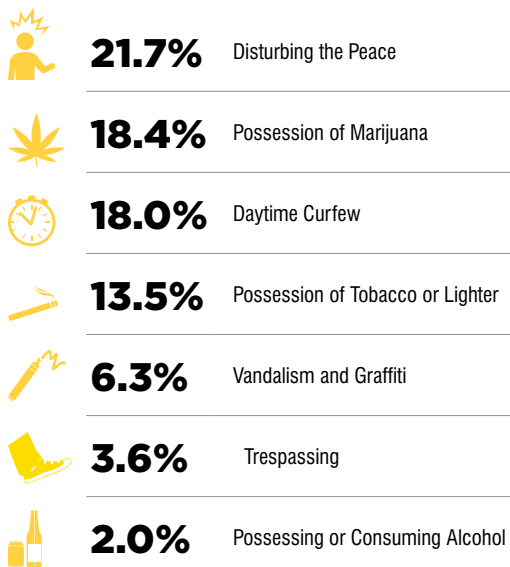 21.7% Disturbing the Peace
18.4% Possession of Marijuana
18.0% Daytime Curfew
13.5% Possession of Tobacco or Lighter
6.3% Vandalism and Graffiti
3.6% Trespassing
2.0% Possessing or Consuming Alcohol